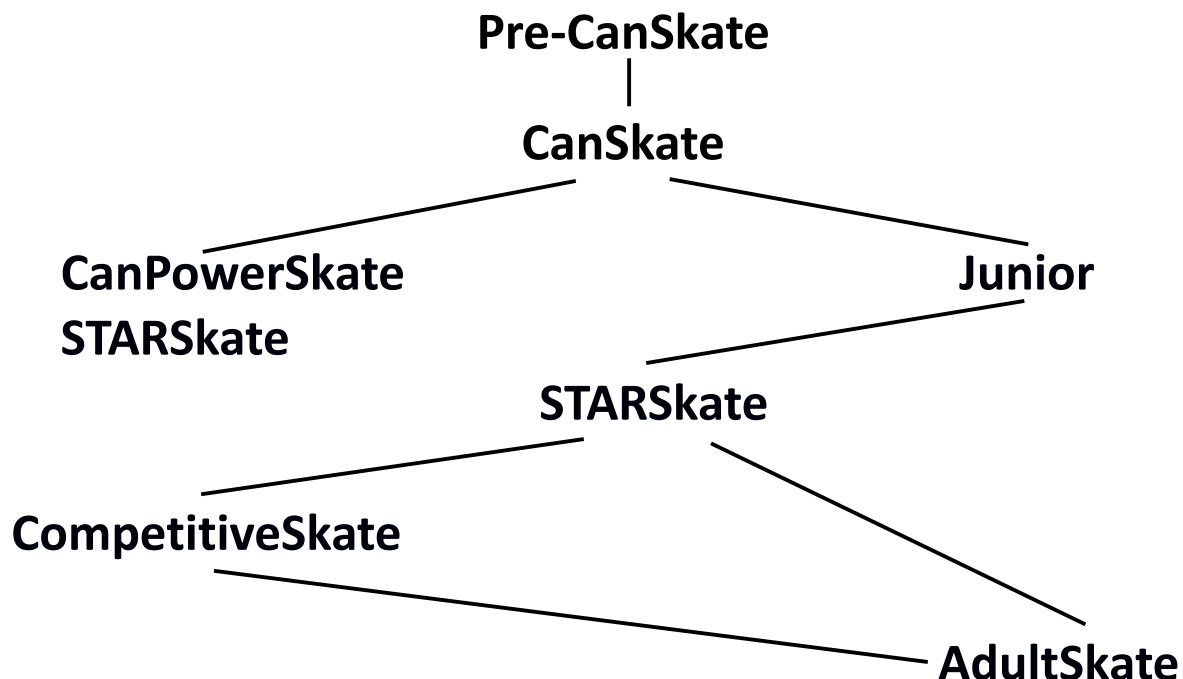 Pre-CanSkate
CanSkate
CanPowerSkate
STARSkate
Junior
STARSkate
CompetitiveSkate
AdultSkate